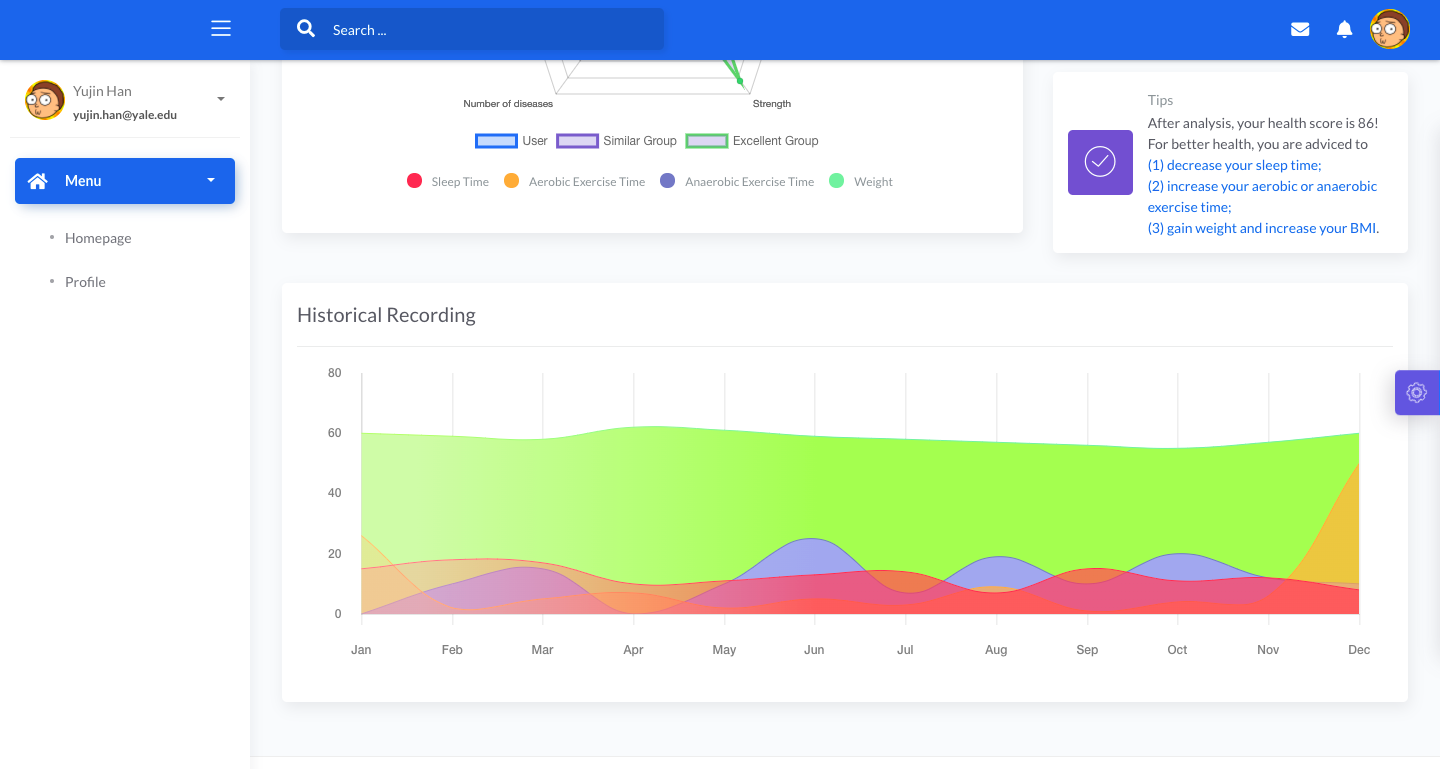 Search ...
Yujin Han
yujin.han@yale.edu
Menu
Homepage
Profile
Number of diseases
Strength
User
Similar Group
Excellent Group
Sleep Time
Aerobic Exercise Time
Anaerobic Exercise Time
Weight
Tips
After analysis, your health score is 86!
For better health, you are adviced to
(1) decrease your sleep time;
(2) increase your aerobic or anaerobic
exercise time;
(3) gain weight and increase your BMI.
Historical Recording
80
60
40
20
0
Jan Feb Mar Apr May Jun Jul Aug Sep Oct Nov Dec